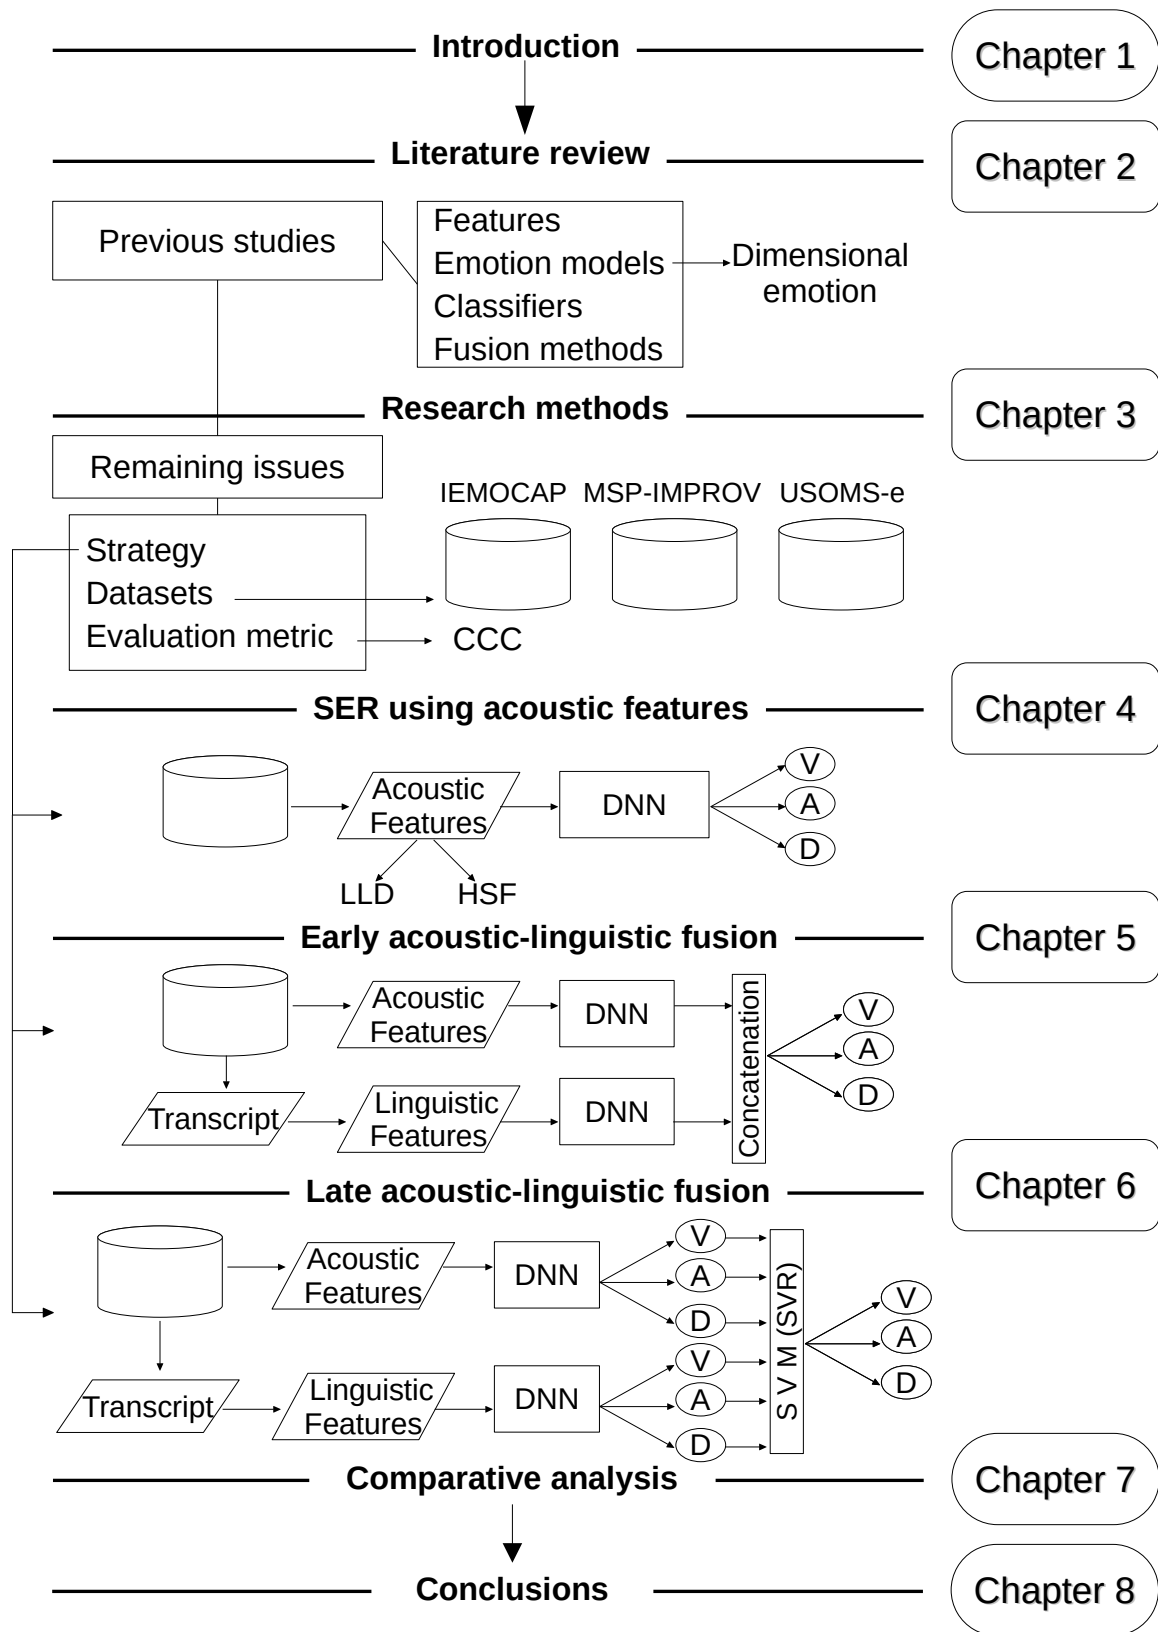 Introduction
Chapter 1
Literature review
Chapter 2
Previous studies
Features
Emotion models
Classifiers
Fusion methods
Dimensional
emotion
Research methods
Chapter 3
Remaining issues
IEMOCAP
MSP-IMPROV
USOMS-e
Strategy
Datasets
Evaluation metric
CCC
SER using acoustic features
Chapter 4
Acoustic
Features
DNN
V
A
D
LLD
HSF
Early acoustic-linguistic fusion
Chapter 5
Acoustic
Features
DNN
Transcript
Linguistic
Features
DNN
Concatenation
V
A
D
Late acoustic-linguistic fusion
Chapter 6
Acoustic
Features
DNN
V
A
D
Transcript
Linguistic
Features
DNN
V
A
D
S V M (SVR)
V
A
D
Comparative analysis
Chapter 7
Conclusions
Chapter 8